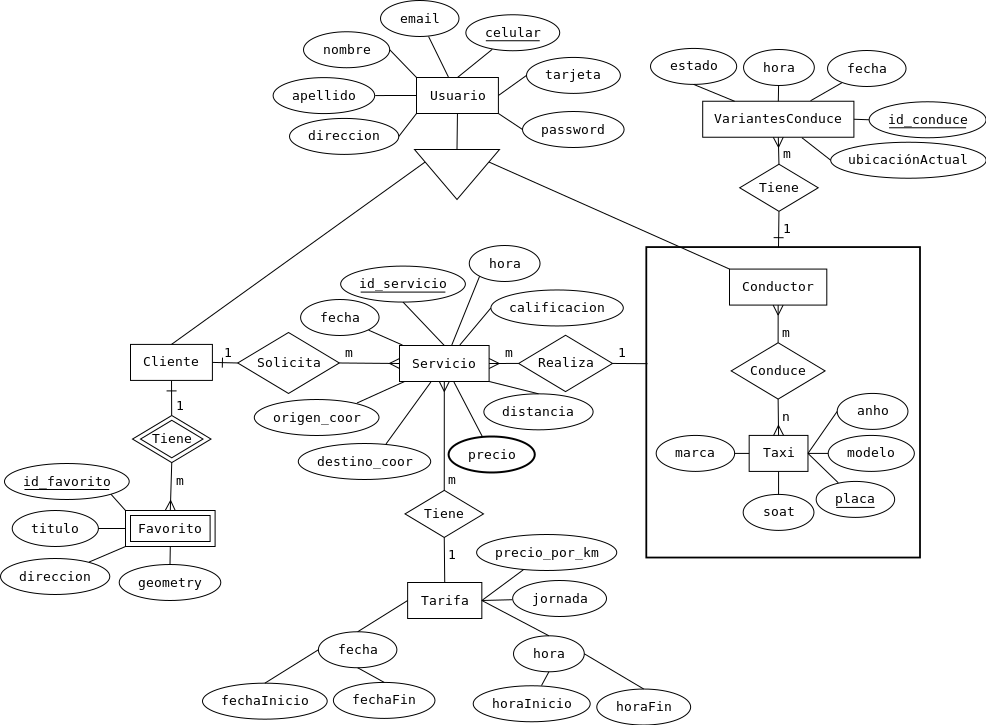 email
celular
nombre
tarjeta
apellido
Usuario
direccion
password
estado
hora
fecha
VariantesConduce
id_conduce
ubicaciónActual
m
Tiene
1
hora
id_servicio
calificacion
fecha
Conductor
m
Cliente
1
Solicita
m
Servicio
m
Realiza
1
Conduce
origen_coor
distancia
destino_coor
precio
n
anho
marca
Taxi
modelo
placa
soat
1
Tiene
m
id_favorito
titulo
Favorito
direccion
geometry
m
Tiene
1
precio_por_km
Tarifa
jornada
fecha
hora
fechaInicio
fechaFin
horaInicio
horaFin